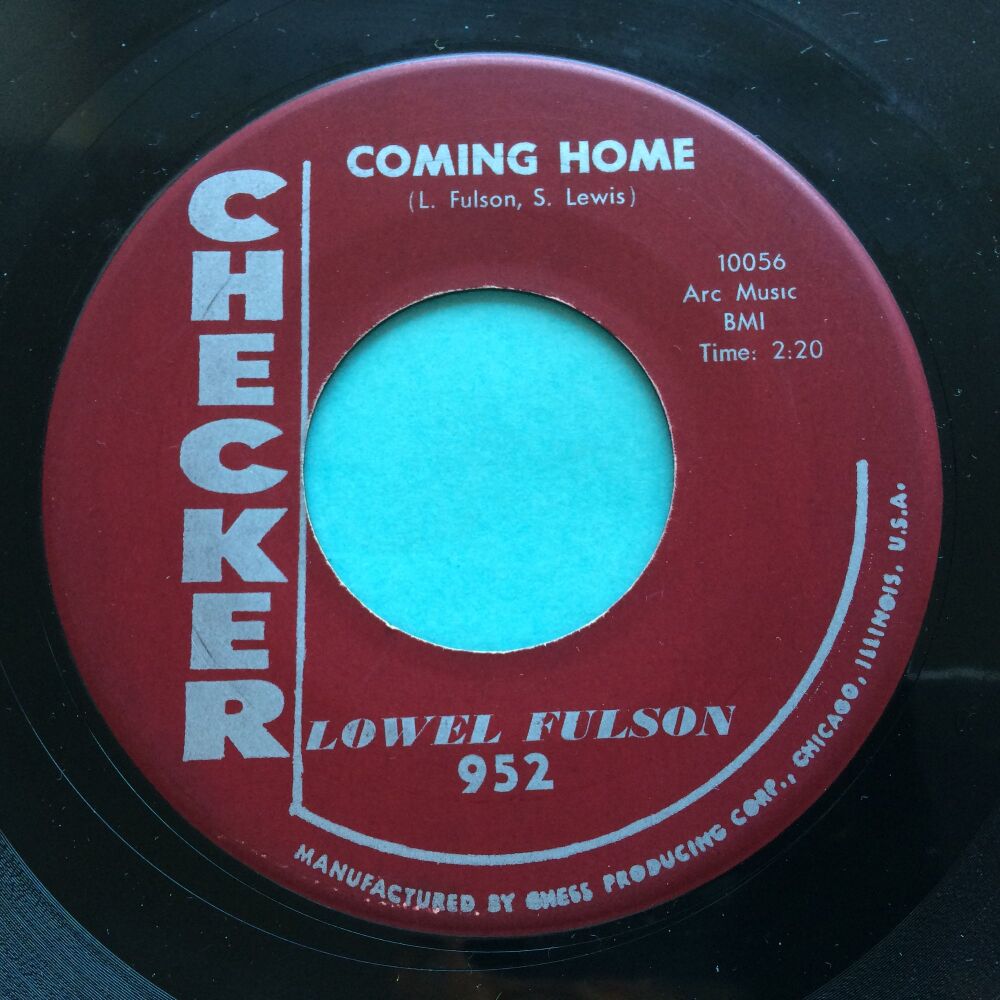 COMING HOME
(L. Fulson, S. Lewis)
CHECKER
10056
Arc Music
BMI
Time: 2:20
LOWEL FULSON
952
MANUFACTURED BY CHESS PRODUCING CORP., CHICAGO, ILLINOIS, U.S.A.